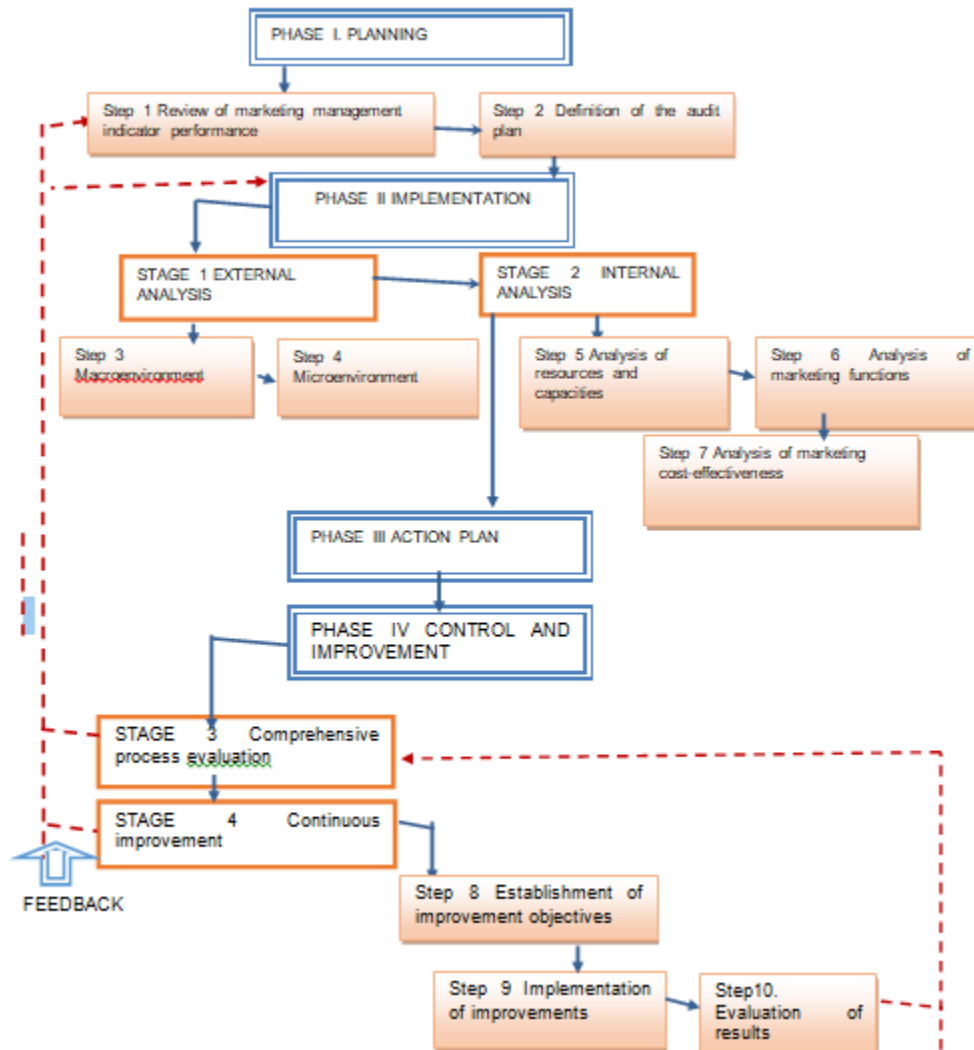 PHASE I. PLANNING
Step 1 Review of marketing management
indicator performance
Step 2 Definition of the audit
plan
PHASE II IMPLEMENTATION
STAGE 1 EXTERNAL
ANALYSIS
STAGE 2 INTERNAL
ANALYSIS
Step 3
Macroenvironment
Step 4
Microenvironment
Step 5 Analysis of
resources and
capacities
Step 6 Analysis of
marketing functions
Step 7 Analysis of marketing
cost-effectiveness
PHASE III ACTION PLAN
PHASE IV CONTROL AND
IMPROVEMENT
STAGE 3 Comprehensive
process evaluation
STAGE 4 Continuous
improvement
FEEDBACK
Step 8 Establishment of
improvement objectives
Step 9 Implementation
of improvements
Step10.
Evaluation of
results